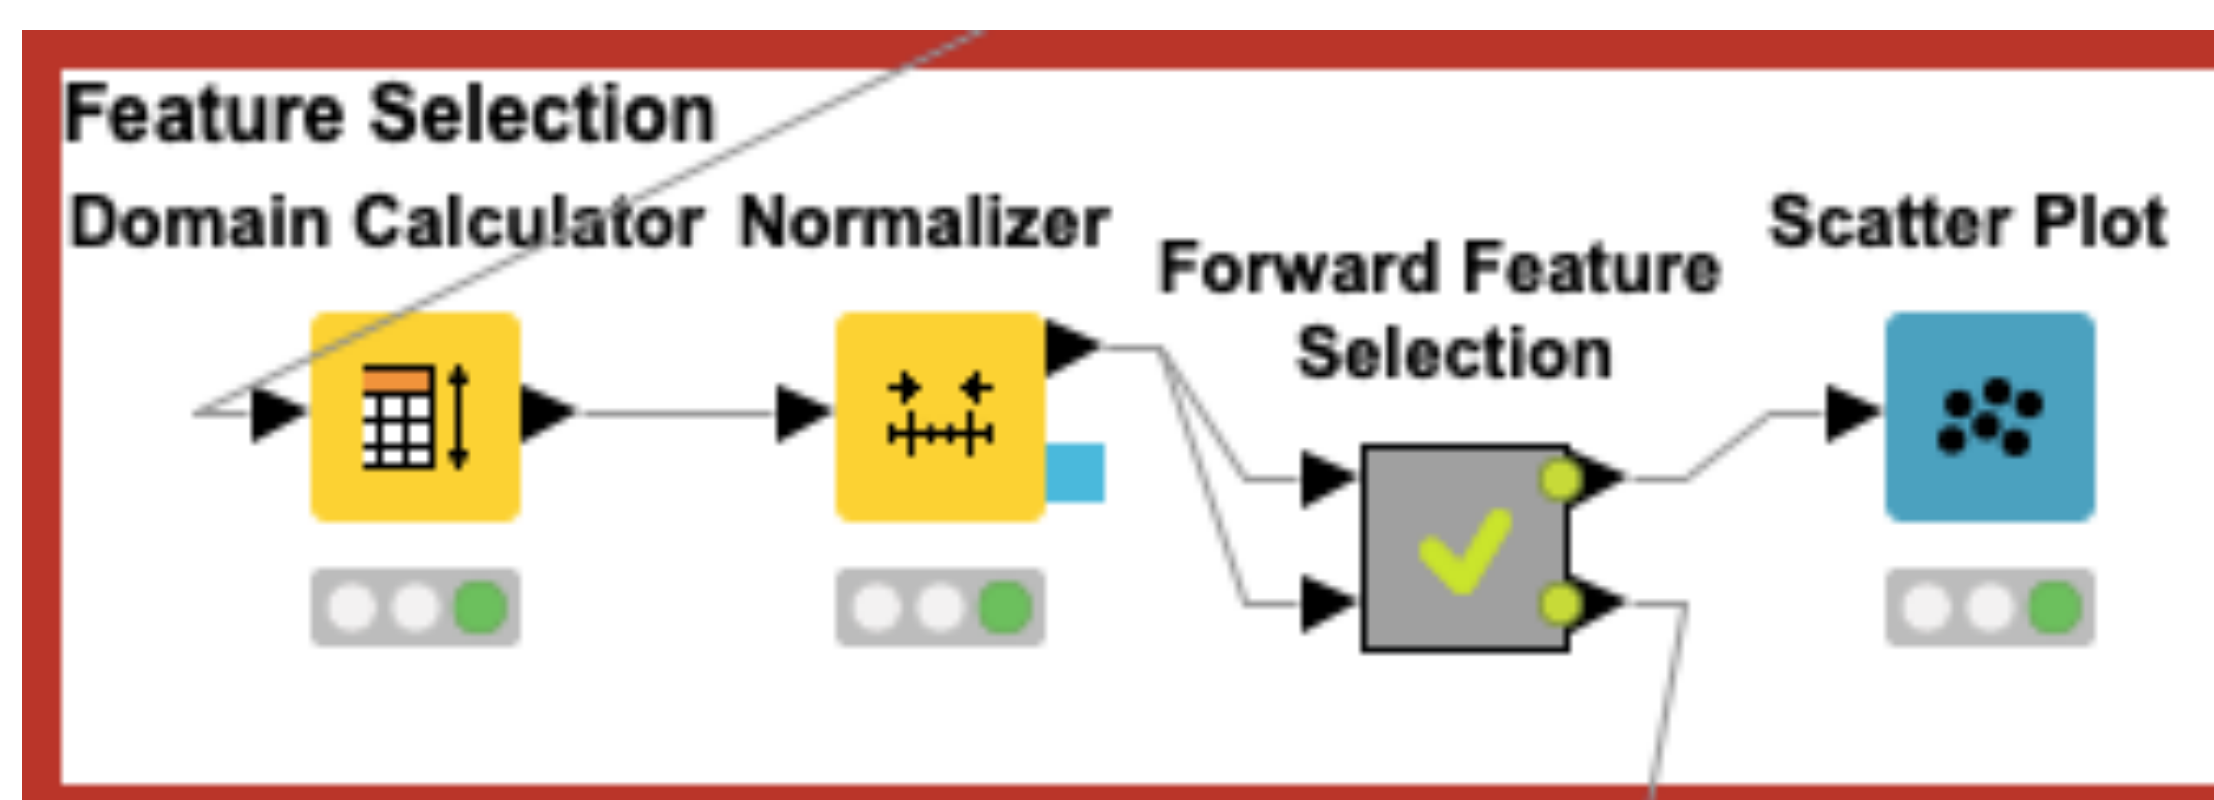 Feature Selection
Domain Calculator
Normalizer
Forward Feature
Selection
Scatter Plot